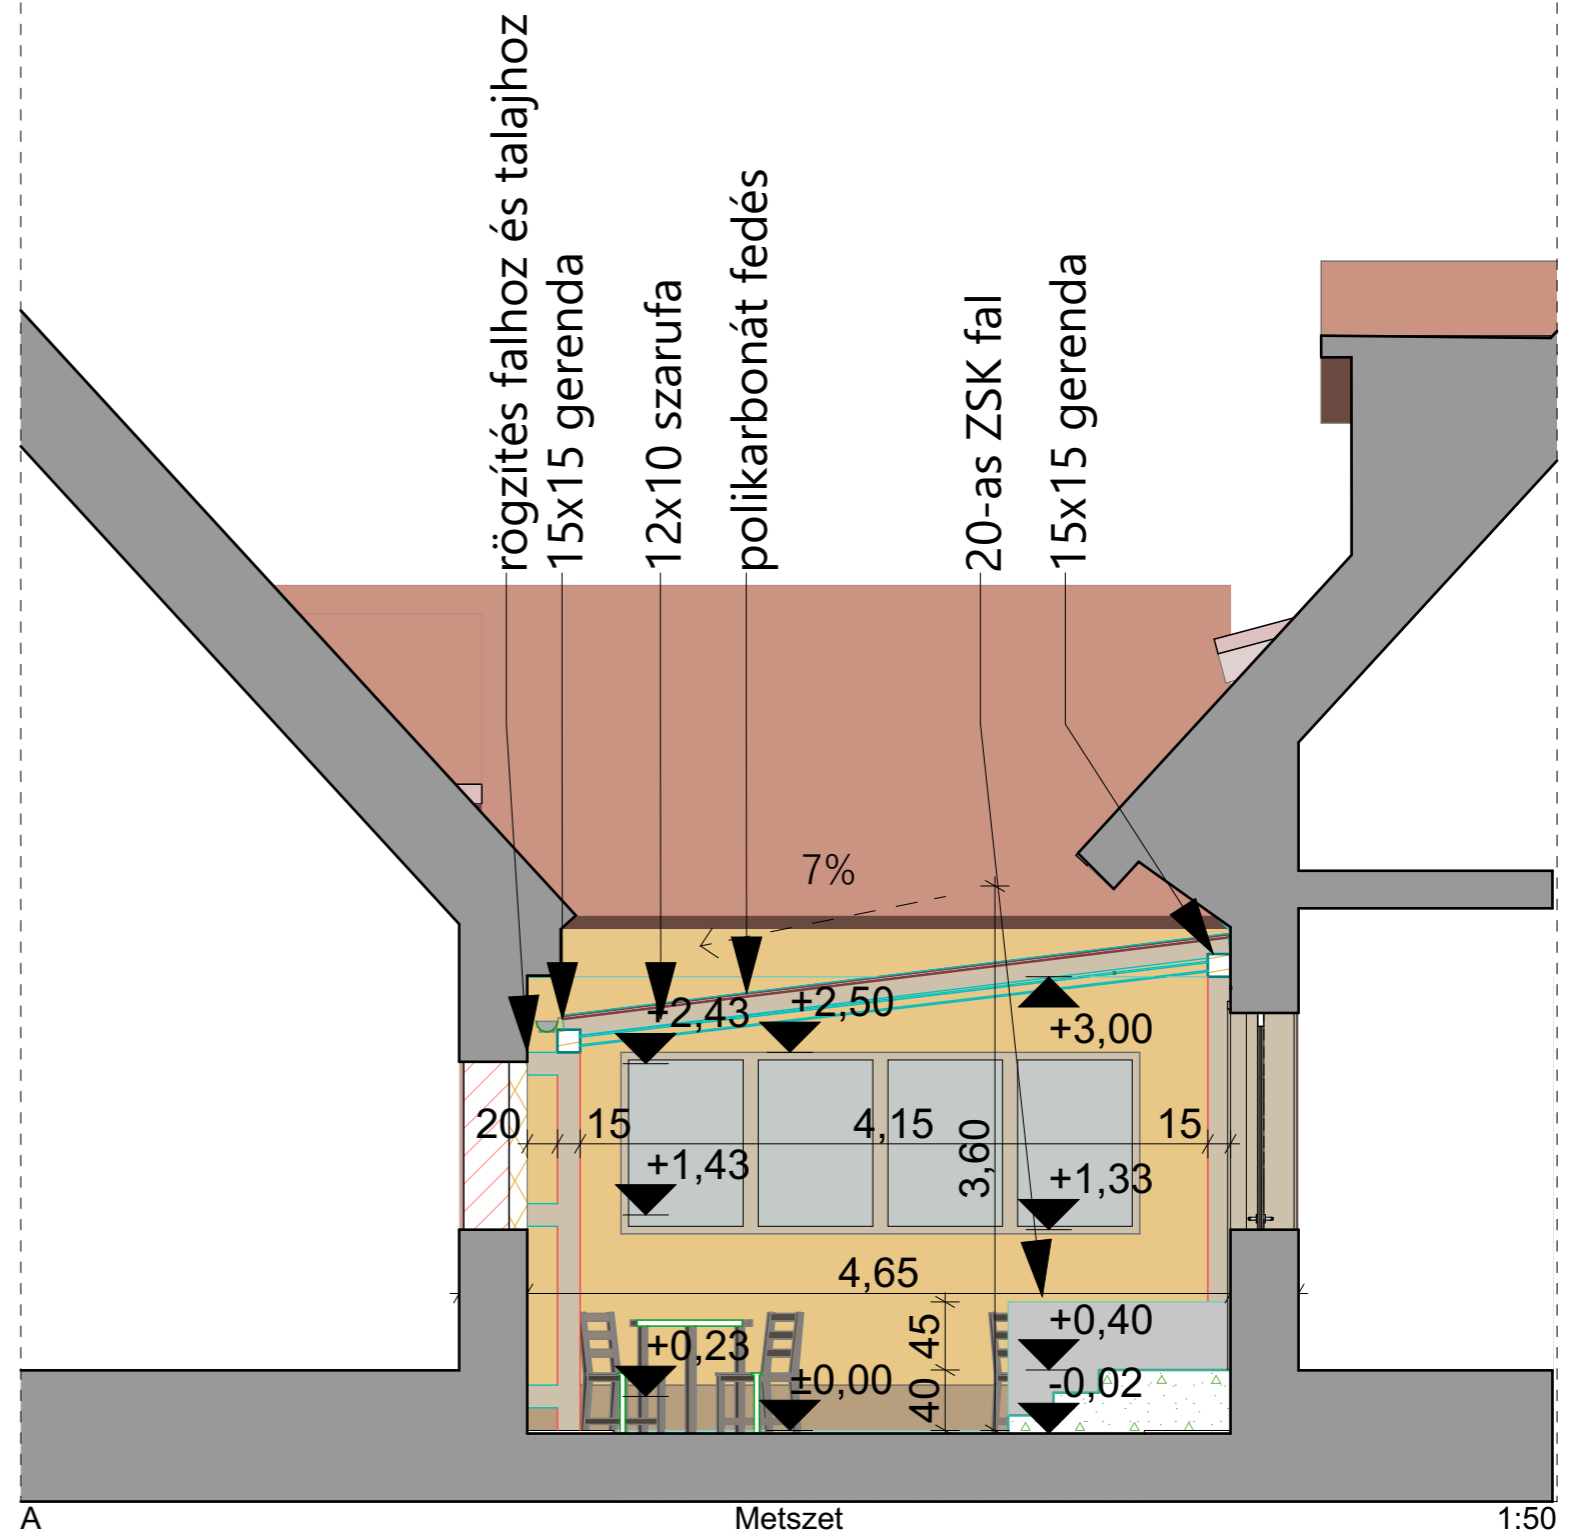 rögzítés falhoz és talajhoz
15x15 gerenda
12x10 szarufa
polikarbonát fedés
20-as ZSK fal
15x15 gerenda
7%
+2,43
+2,50
+3,00
20
15
4,15
15
3,60
+1,43
+1,33
4,65
+0,23
±0,00
45
40
+0,40
-0,02
A
Metszet
1:50